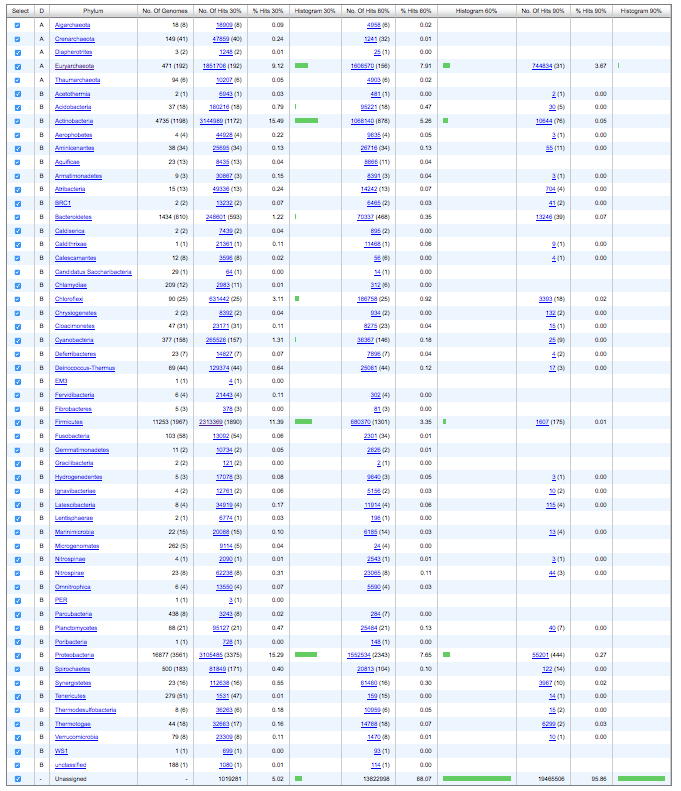 Select D Phylum No. Of Genomes No. Of Hits 30% % Hits 30% Histogram 30% No. Of Hits 60% % Hits 60% Histogram 60% No. Of Hits 90% % Hits 90% Histogram 90%
A Aigarchaeota 18 (8) 18909 (8) 0.09 4958 (6) 0.02
A Crenarchaeota 149 (41) 47859 (40) 0.24 1241 (32) 0.01
A Diapherotrites 3 (2) 1248 (2) 0.01 25 (1) 0.00
A Euryarchaeota 471 (192) 1851706 (192) 9.12 1606570 (156) 7.91 744834 (31) 3.67
A Thaumarchaeota 94 (6) 10207 (6) 0.05 4903 (6) 0.02
B Acetothermia 2 (1) 6943 (1) 0.03 481 (1) 0.00 2 (1) 0.00
B Acidobacteria 37 (18) 160216 (18) 0.79 95221 (18) 0.47 30 (5) 0.00
B Actinobacteria 4735 (1198) 3144989 (1172) 15.49 1068140 (878) 5.26 10644 (76) 0.05
B Aerophobetes 4 (4) 44928 (4) 0.22 9635 (4) 0.05 3 (1) 0.00
B Aminicenantes 38 (34) 25695 (34) 0.13 26716 (34) 0.13 55 (11) 0.00
B Aquificae 23 (13) 8435 (13) 0.04 8666 (11) 0.04
B Armatimonadetes 9 (3) 30867 (3) 0.15 8391 (3) 0.04 3 (1) 0.00
B Atribacteria 15 (13) 49336 (13) 0.24 14242 (13) 0.07 704 (4) 0.00
B BRC1 2 (2) 13232 (2) 0.07 6465 (2) 0.03 41 (2) 0.00
B Bacteroidetes 1434 (610) 248601 (593) 1.22 70337 (468) 0.35 13246 (39) 0.07
B Caldiserica 2 (2) 7439 (2) 0.04 895 (2) 0.00
B Caldithrixae 1 (1) 21361 (1) 0.11 11468 (1) 0.06 9 (1) 0.00
B Calescamantes 12 (8) 3596 (8) 0.02 56 (6) 0.00 4 (1) 0.00
B Candidatus Saccharibacteria 29 (1) 64 (1) 0.00 14 (1) 0.00
B Chlamydiae 209 (12) 2983 (11) 0.01 312 (6) 0.00
B Chloroflexi 90 (25) 631442 (25) 3.11 186758 (25) 0.92 3393 (18) 0.02
B Chrysiogenetes 2 (2) 8392 (2) 0.04 934 (2) 0.00 132 (2) 0.00
B Cloacimonetes 47 (31) 23171 (31) 0.11 8275 (23) 0.04 15 (1) 0.00
B Cyanobacteria 377 (158) 265526 (157) 1.31 36367 (146) 0.18 25 (9) 0.00
B Deferribacteres 23 (7) 14827 (7) 0.07 7896 (7) 0.04 4 (2) 0.00
B Deinococcus-Thermus 69 (44) 129374 (44) 0.64 25061 (44) 0.12 17 (3) 0.00
B EM3 1 (1) 4 (1) 0.00
B Fervidibacteria 6 (4) 21443 (4) 0.11 302 (4) 0.00
B Fibrobacteres 5 (3) 378 (3) 0.00 81 (3) 0.00
B Firmicutes 11253 (1967) 2313369 (1890) 11.39 680370 (1301) 3.35 1607 (175) 0.01
B Fusobacteria 103 (58) 13092 (54) 0.06 2301 (34) 0.01
B Gemmatimonadetes 11 (2) 10734 (2) 0.05 2826 (2) 0.01
B Gracilibacteria 2 (2) 121 (2) 0.00 2 (1) 0.00
B Hydrogenedentes 5 (3) 17078 (3) 0.08 9640 (3) 0.05 3 (1) 0.00
B Ignavibacteriae 4 (2) 12761 (2) 0.06 5156 (2) 0.03 10 (2) 0.00
B Latescibacteria 8 (4) 34919 (4) 0.17 11914 (4) 0.06 115 (4) 0.00
B Lentisphaerae 2 (1) 6774 (1) 0.03 196 (1) 0.00
B Marinimicrobia 22 (15) 20088 (15) 0.10 6185 (14) 0.03 13 (4) 0.00
B Microgenomates 262 (5) 9114 (5) 0.04 24 (4) 0.00
B Nitrospinae 4 (1) 2090 (1) 0.01 2543 (1) 0.01 3 (1) 0.00
B Nitrospirae 23 (8) 62238 (8) 0.31 23065 (8) 0.11 44 (3) 0.00
B Omnitrophica 6 (4) 13550 (4) 0.07 5590 (4) 0.03
B PER 1 (1) 3 (1) 0.00
B Parcubacteria 438 (8) 3243 (8) 0.02 284 (7) 0.00
B Planctomycetes 88 (21) 95127 (21) 0.47 25484 (21) 0.13 40 (7) 0.00
B Poribacteria 1 (1) 728 (1) 0.00 148 (1) 0.00
B Proteobacteria 16877 (3561) 3105485 (3375) 15.29 1552534 (2343) 7.65 55201 (444) 0.27
B Spirochaetes 500 (183) 81849 (171) 0.40 20813 (104) 0.10 122 (14) 0.00
B Synergistetes 23 (16) 112638 (16) 0.55 61460 (16) 0.30 3967 (10) 0.02
B Tenericutes 279 (51) 1531 (47) 0.01 159 (15) 0.00 14 (1) 0.00
B Thermodesulfobacteria 8 (6) 36263 (6) 0.18 10959 (6) 0.05 15 (2) 0.00
B Thermotogae 44 (18) 32663 (17) 0.16 14788 (18) 0.07 6299 (2) 0.03
B Verrucomicrobia 79 (8) 23309 (8) 0.11 1470 (8) 0.01 10 (1) 0.00
B WS1 1 (1) 699 (1) 0.00 93 (1) 0.00
B unclassified 188 (1) 1080 (1) 0.01 114 (1) 0.00
- Unassigned - 1019281 5.02 13822998 68.07 19465506 95.86